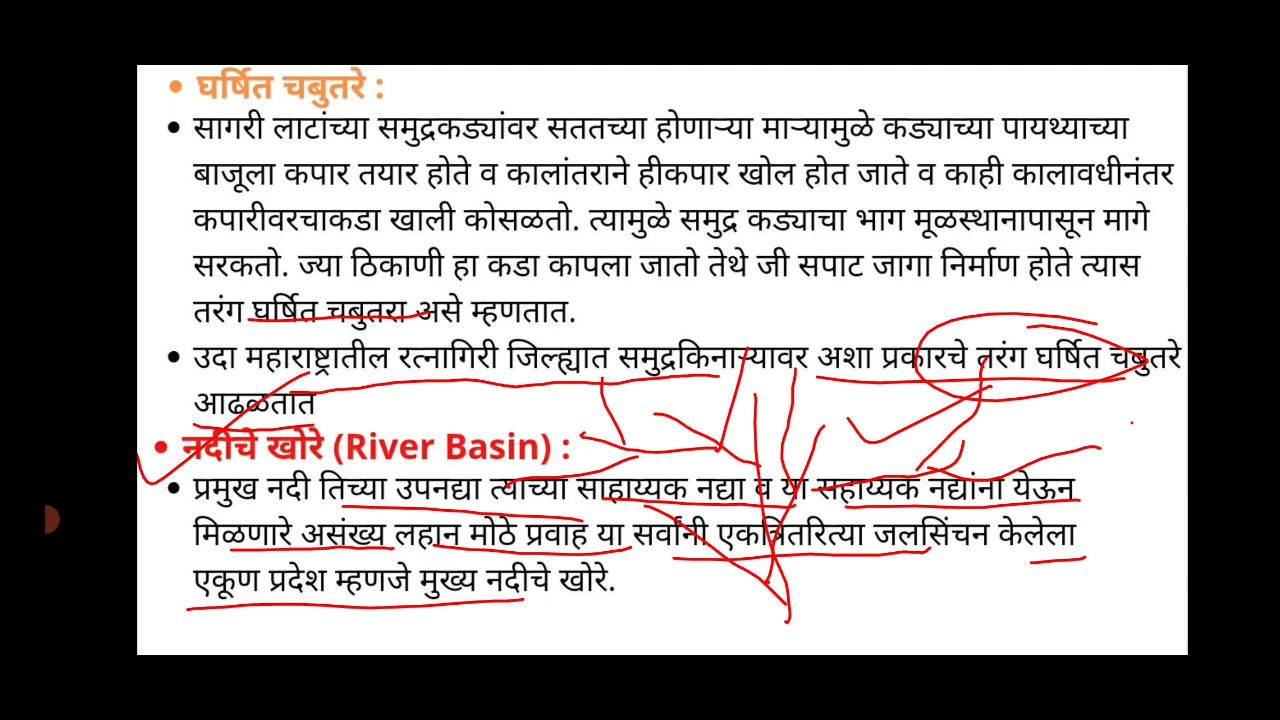 • घर्षित चबुतरे :
• सागरी लाटांच्या समुद्रकड्यांवर सततच्या होणाऱ्या माऱ्यामुळे कड्याच्या पायथ्याच्या
बाजूला कपार तयार होते व कालांतराने हीकपार खोल होत जाते व काही कालावधीनंतर
कपारीवरचाकडा खाली कोसळतो. त्यामुळे समुद्र कड्याचा भाग मूळस्थानापासून मागे
सरकतो. ज्या ठिकाणी हा कडा कापला जातो तेथे जी सपाट जागा निर्माण होते त्यास
तरंग घर्षित चबुतरा असे म्हणतात.
• उदा महाराष्ट्रातील रत्नागिरी जिल्ह्यात समुद्रकिनाऱ्यावर अशा प्रकारचे तरंग घर्षित चबुतरे
आढळतात
• नदीचे खोरे (River Basin) :
• प्रमुख नदी तिच्या उपनद्या त्यांच्या साहाय्यक नद्या व या सहाय्यक नद्यांना येऊन
मिळणारे असंख्य लहान मोठे प्रवाह या सर्वांनी एकत्रितरित्या जलसिंचन केलेला
एकूण प्रदेश म्हणजे मुख्य नदीचे खोरे.